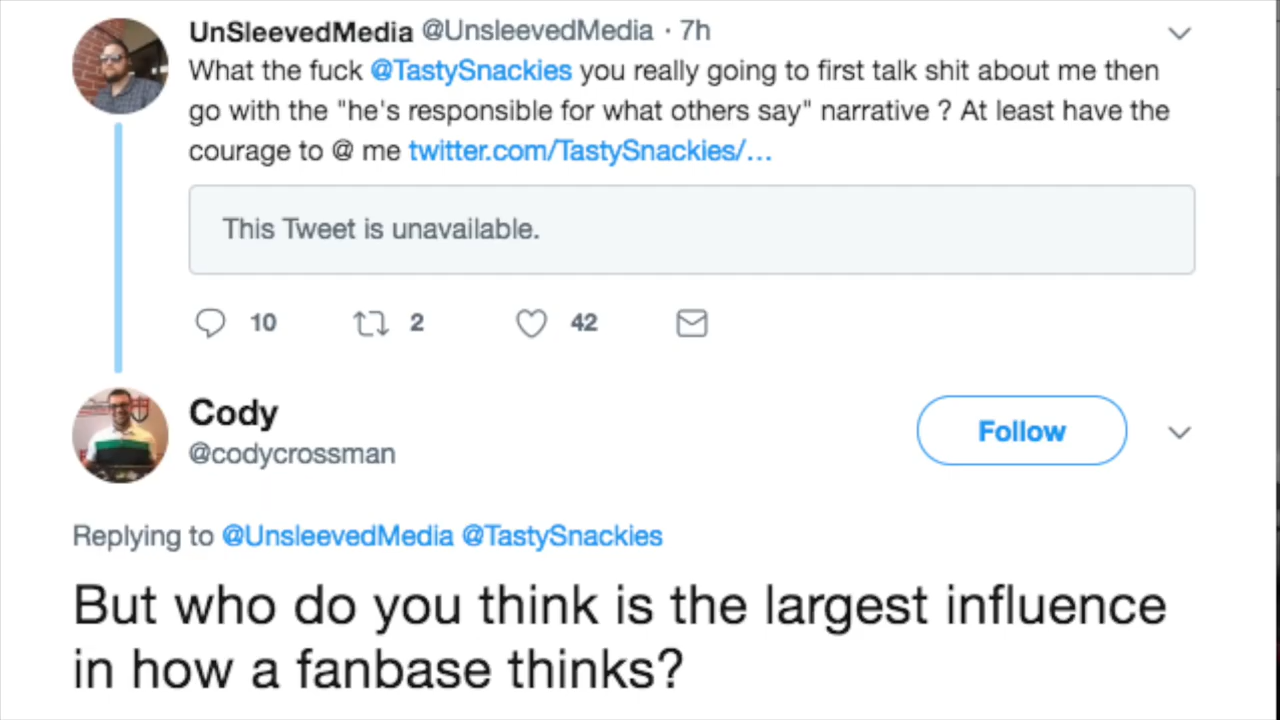 UnSleevedMedia @UnsleevedMedia · 7h
What the fuck @TastySnackies you really going to first talk shit about me then
go with the "he's responsible for what others say" narrative ? At least have the
courage to @ me twitter.com/TastySnackies/...
This Tweet is unavailable.
10 2 42
Cody
@codycrossman
Follow
Replying to @UnsleevedMedia @TastySnackies
But who do you think is the largest influence
in how a fanbase thinks?